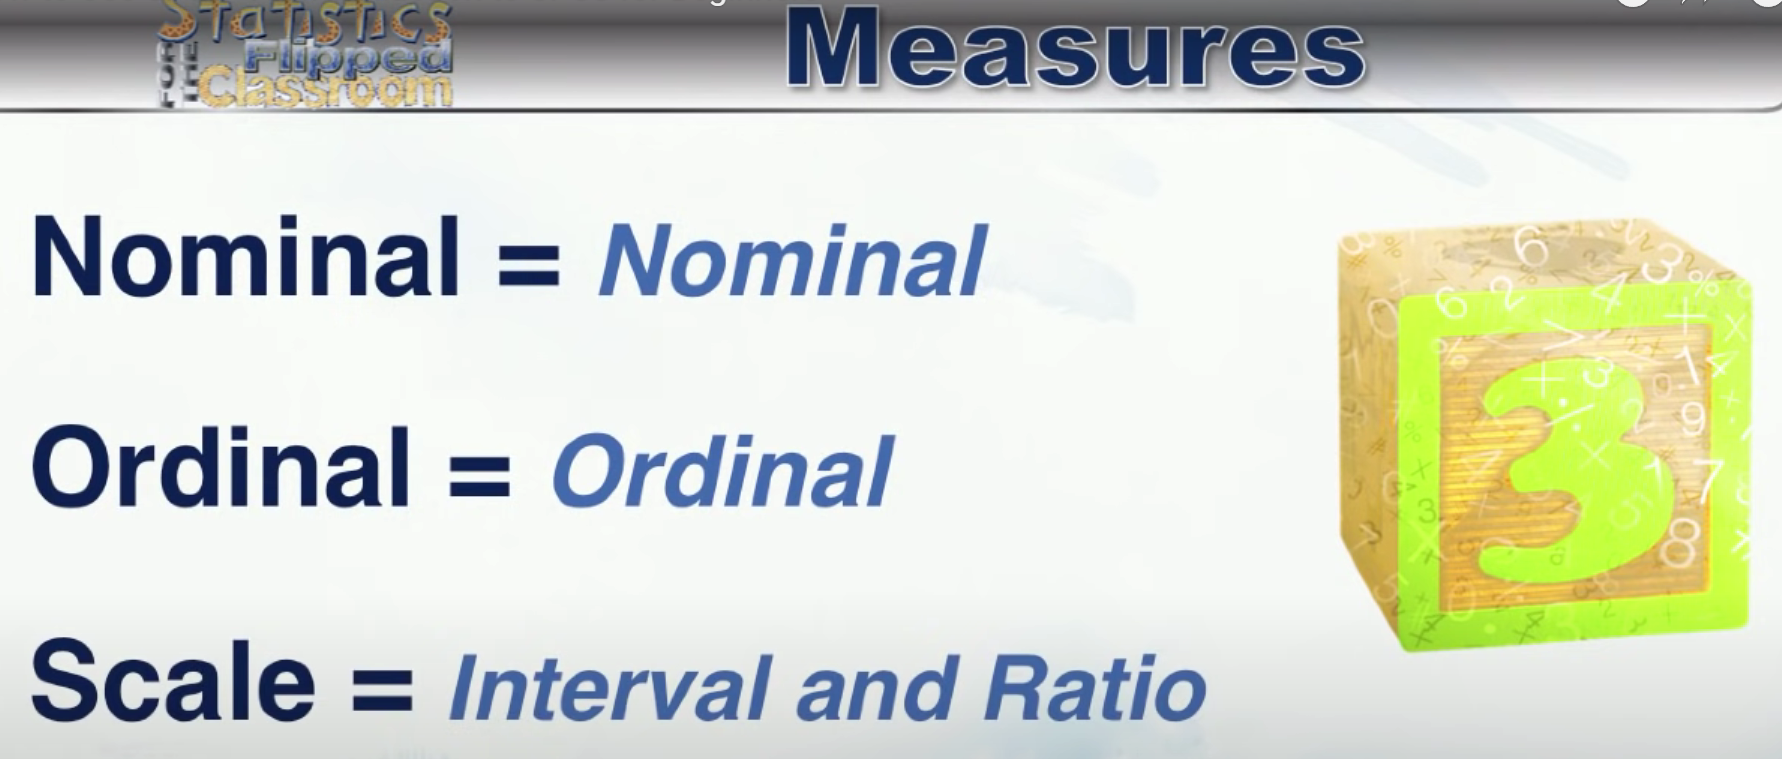 Statistics
FOR THE
Flipped
Classroom
Measures
Nominal = Nominal
Ordinal = Ordinal
Scale = Interval and Ratio
3